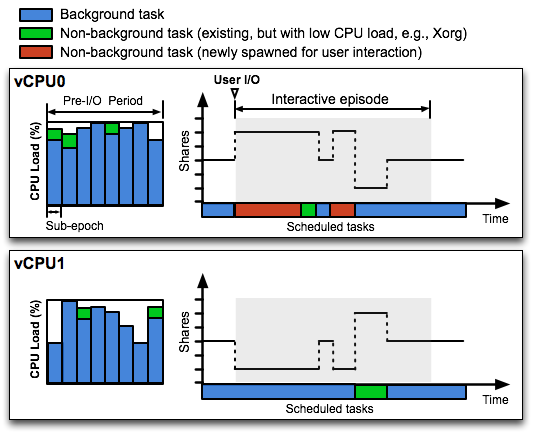 Background task
Non-background task (existing, but with low CPU load, e.g., Xorg)
Non-background task (newly spawned for user interaction)
vCPU0
User I/O
Pre-I/O Period
Interactive episode
CPU Load (%)
Shares
Sub-epoch
Time
Scheduled tasks
vCPU1
CPU Load (%)
Shares
Time
Scheduled tasks